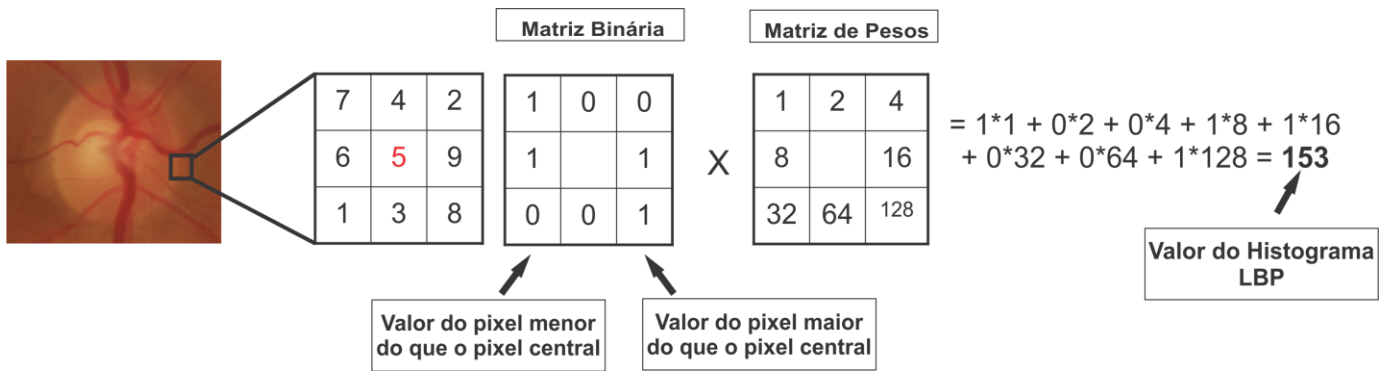 Matriz Binária
Matriz de Pesos
7 4 2
6 5 9
1 3 8
1 0 0
1 1
0 0 1
X
1 2 4
8 16
32 64 128
= 1*1 + 0*2 + 0*4 + 1*8 + 1*16
+ 0*32 + 0*64 + 1*128 = 153
Valor do Histograma
LBP
Valor do pixel menor
do que o pixel central
Valor do pixel maior
do que o pixel central